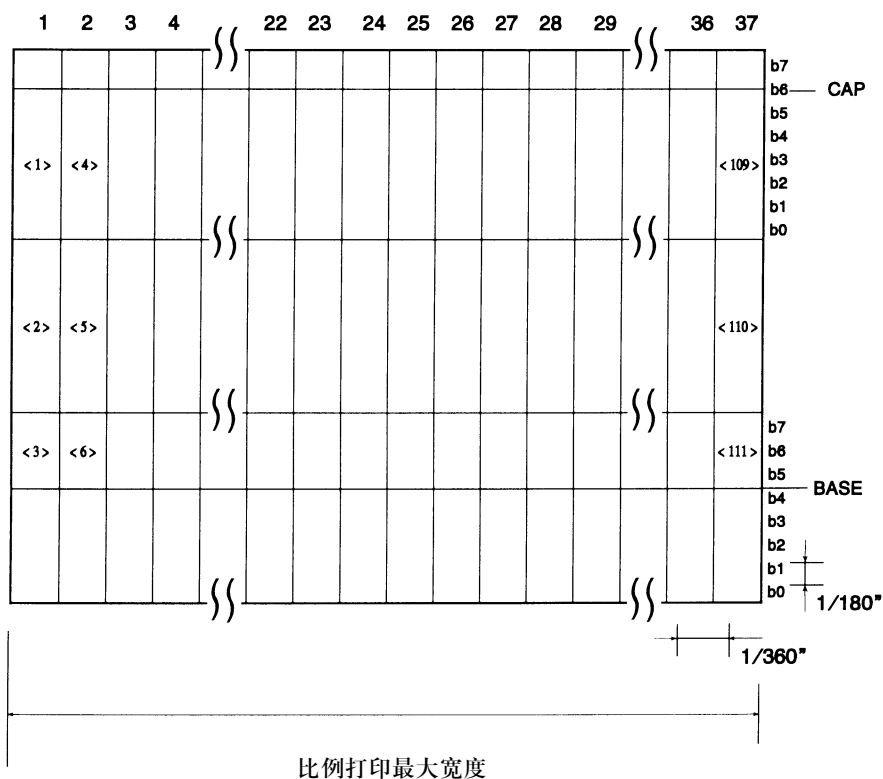 1 2 3 4 22 23 24 25 26 27 28 29 36 37
b7
b6 CAP
b5
b4
<1> <4> <109> b3
b2
b1
b0
<2> <5> <110>
b7
<3> <6> <111> b6
b5
BASE
b4
b3
b2
b1
b0
1/180"
1/360"
比例打印最大宽度